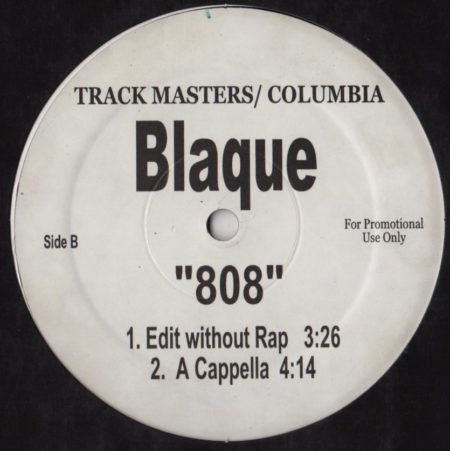 TRACK MASTERS/ COLUMBIA
Blaque
Side B
For Promotional
Use Only
"808"
1. Edit without Rap 3:26
2. A Cappella 4:14